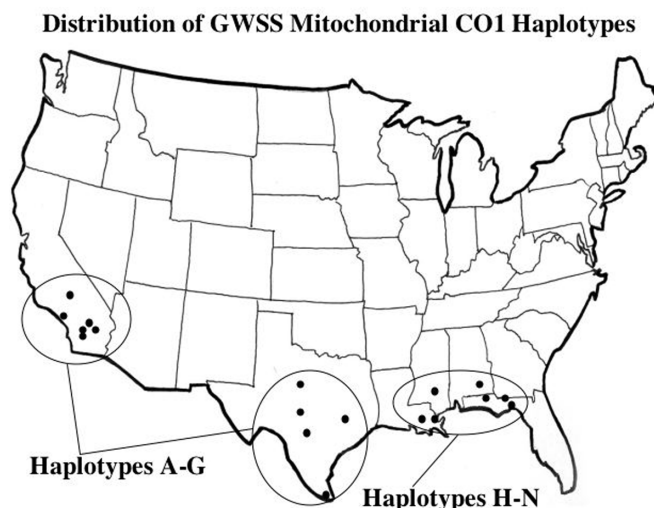 Distribution of GWSS Mitochondrial CO1 Haplotypes
Haplotypes A-G
Haplotypes H-N